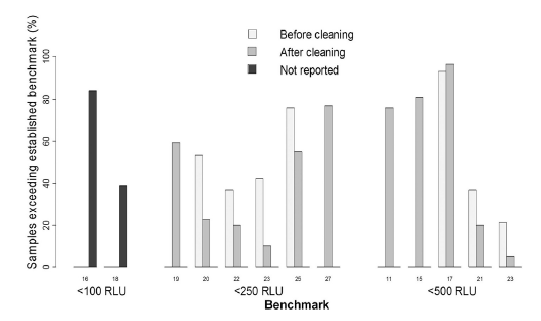 Before cleaning
After cleaning
Not reported
Samples exceeding established benchmark (%)
100
80
60
40
20
0
16 18 19 20 22 23 25 27 11 15 17 21 23
<100 RLU <250 RLU <500 RLU
Benchmark